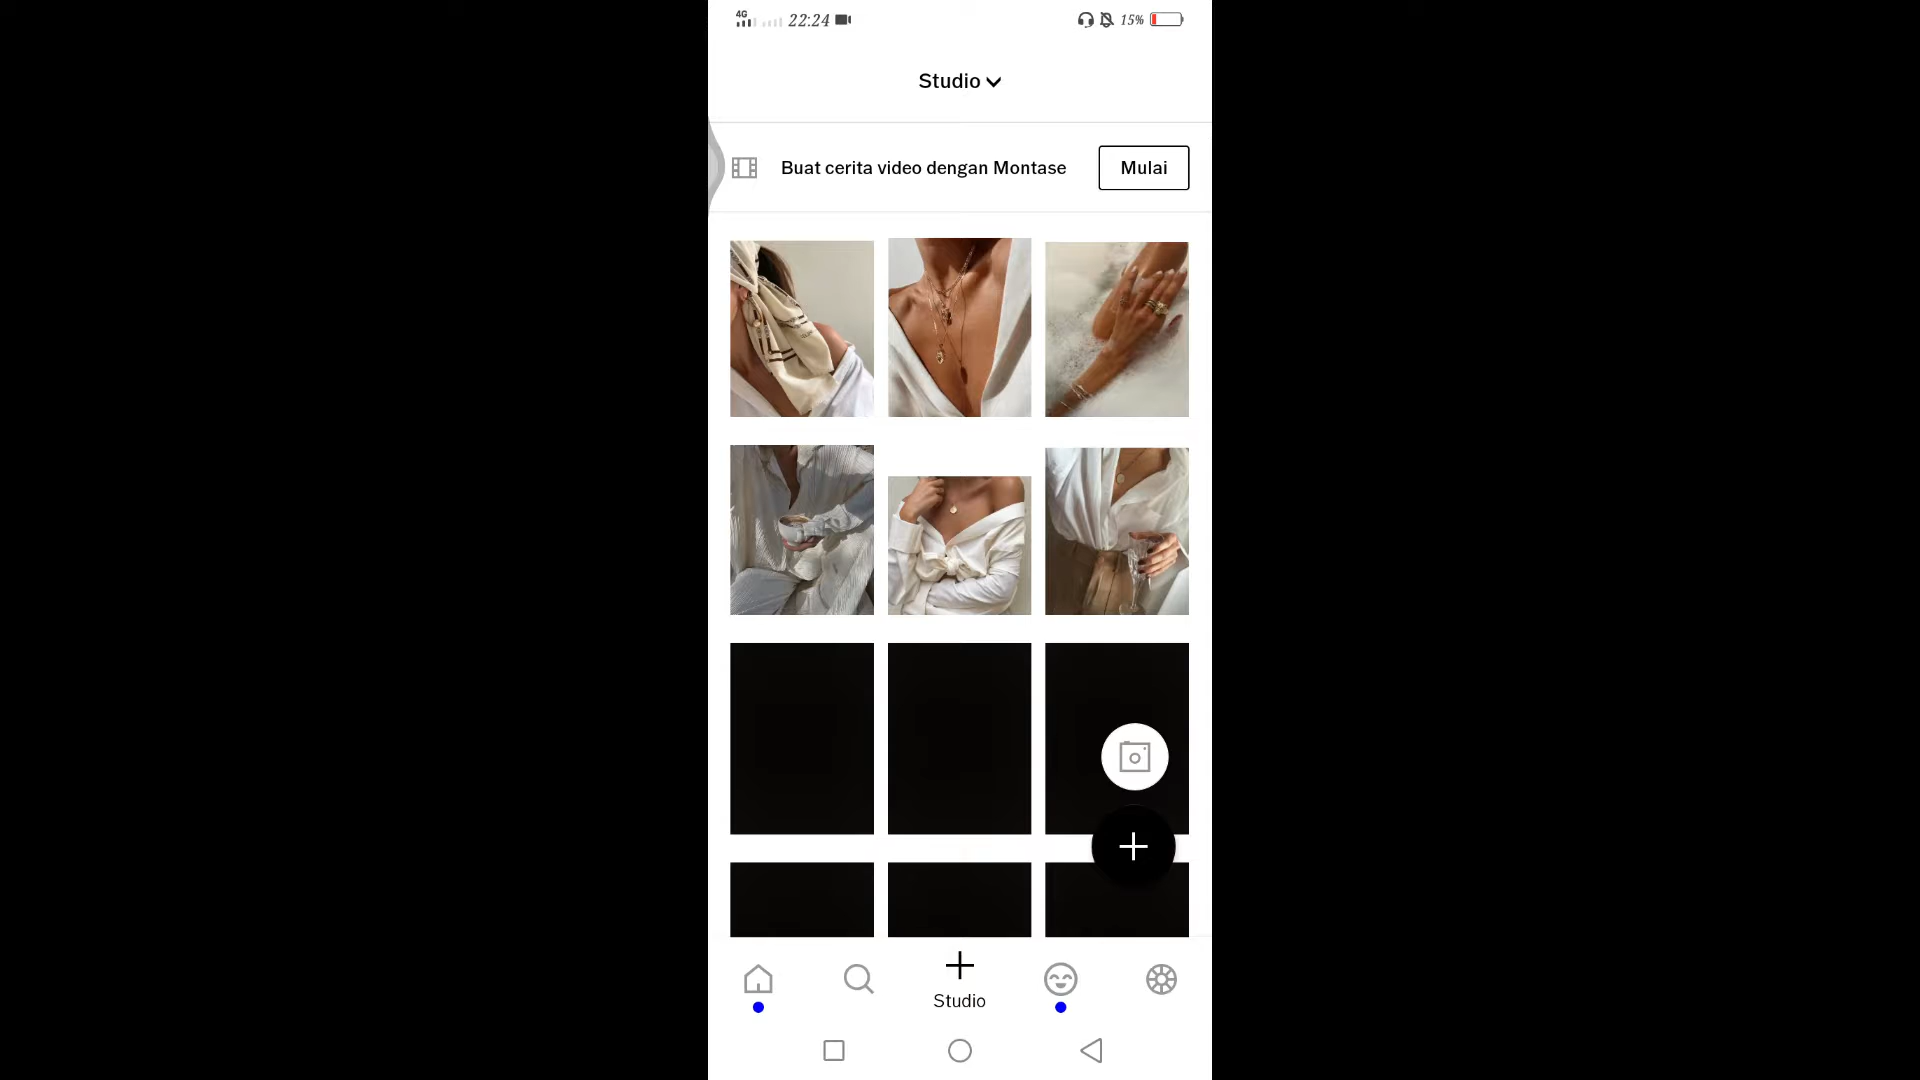 4G 22:24 15%
Studio
Buat cerita video dengan Montase Mulai
Studio